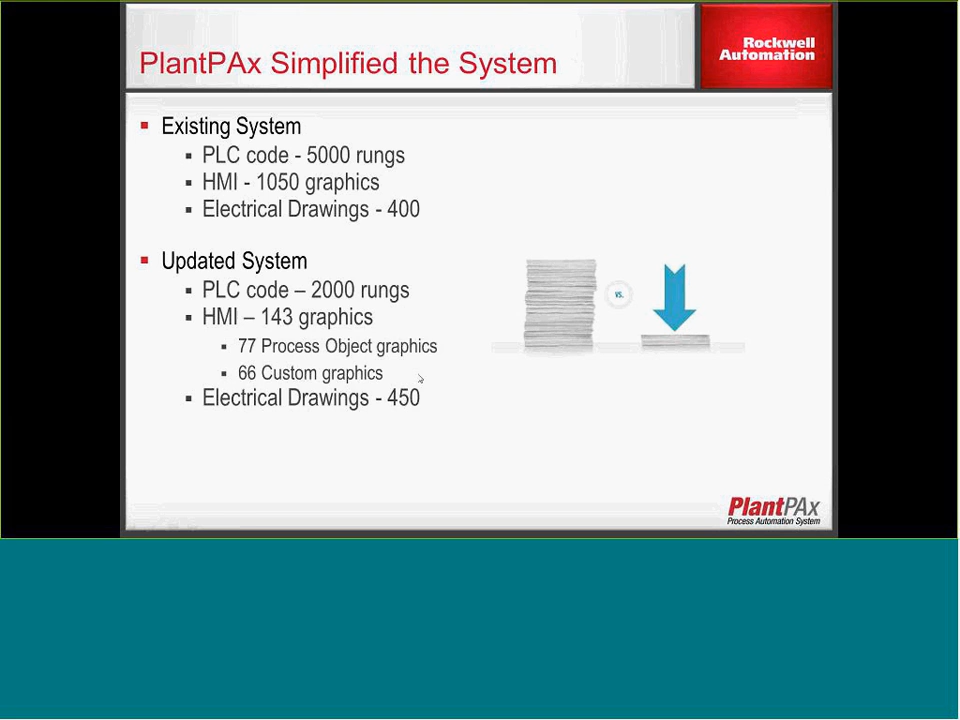 PlantPAx Simplified the System
Rockwell
Automation
Existing System
PLC code - 5000 rungs
HMI - 1050 graphics
Electrical Drawings - 400
Updated System
PLC code – 2000 rungs
HMI – 143 graphics
77 Process Object graphics
66 Custom graphics
Electrical Drawings - 450
VS.
PlantPAx
Process Automation System